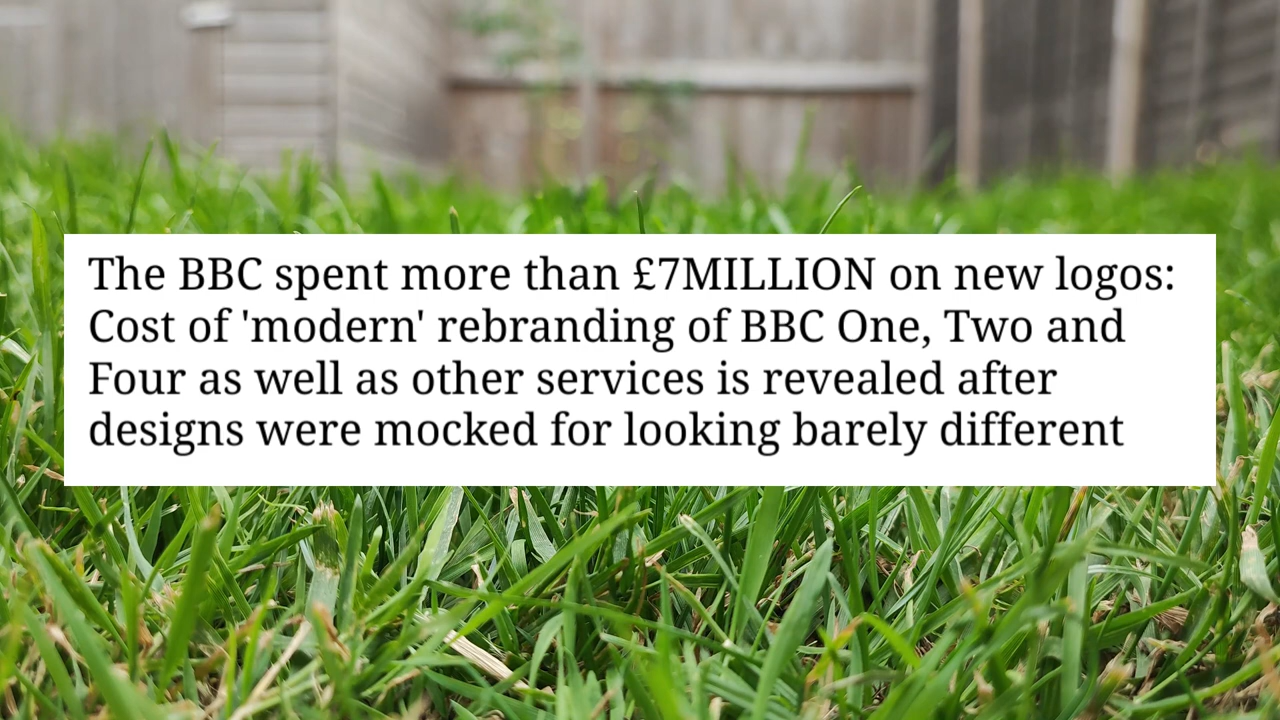 The BBC spent more than £7MILLION on new logos:
Cost of 'modern' rebranding of BBC One, Two and
Four as well as other services is revealed after
designs were mocked for looking barely different